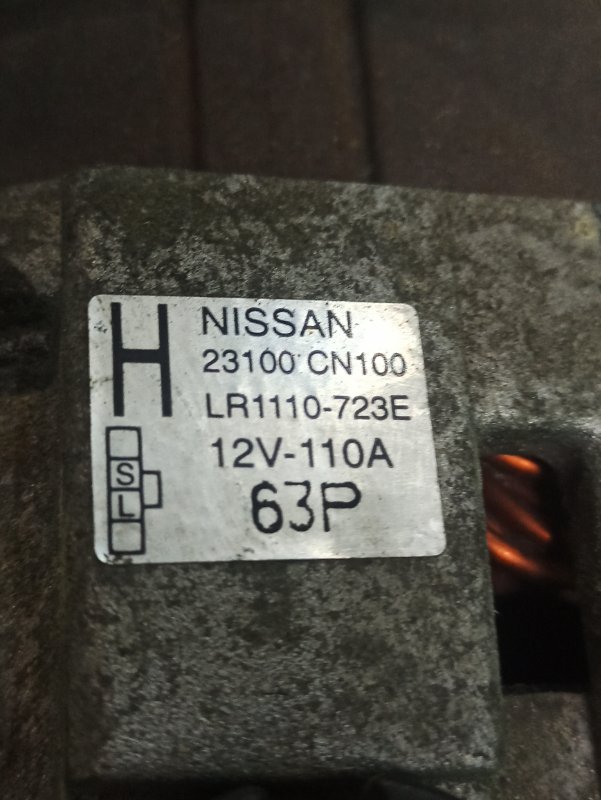 H
NISSAN
23100 CN100
LR1110-723E
12V-110A
63P
S
L